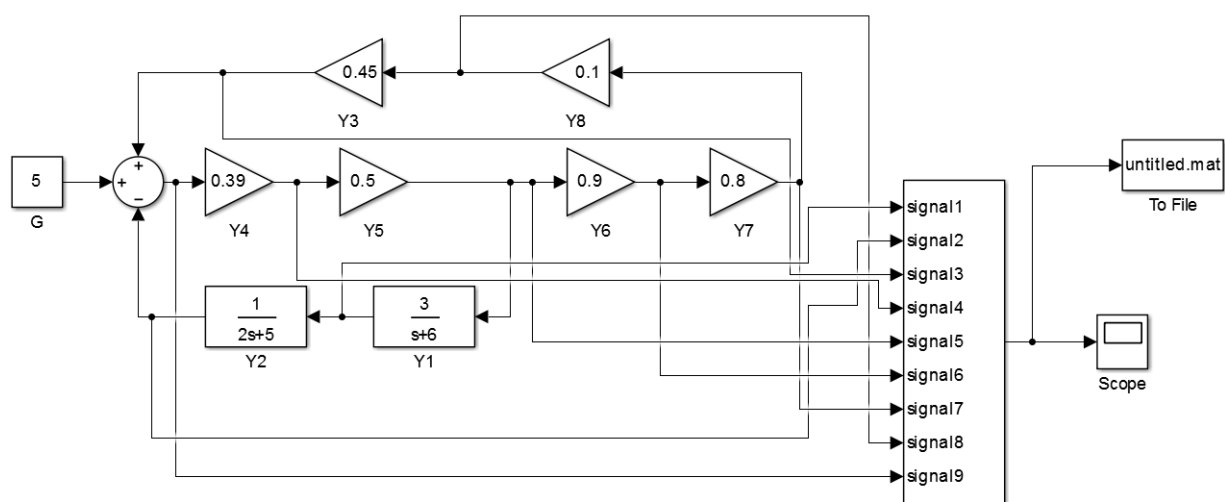 0.45
Y3
0.1
Y8
+
5
G
+
−
0.39
Y4
0.5
Y5
0.9
Y6
0.8
Y7
1
2s+5
Y2
3
s+6
Y1
signal1
signal2
signal3
signal4
signal5
signal6
signal7
signal8
signal9
untitled.mat
To File
Scope